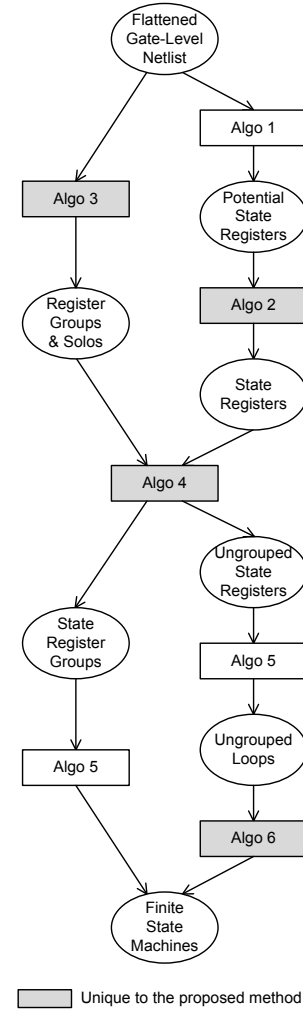 Flattened
Gate-Level
Netlist
Algo 1
Algo 3
Potential
State
Registers
Register
Groups
& Solos
Algo 2
State
Registers
Algo 4
Ungrouped
State
Registers
State
Register
Groups
Algo 5
Ungrouped
Loops
Algo 5
Algo 6
Finite
State
Machines
Unique to the proposed method